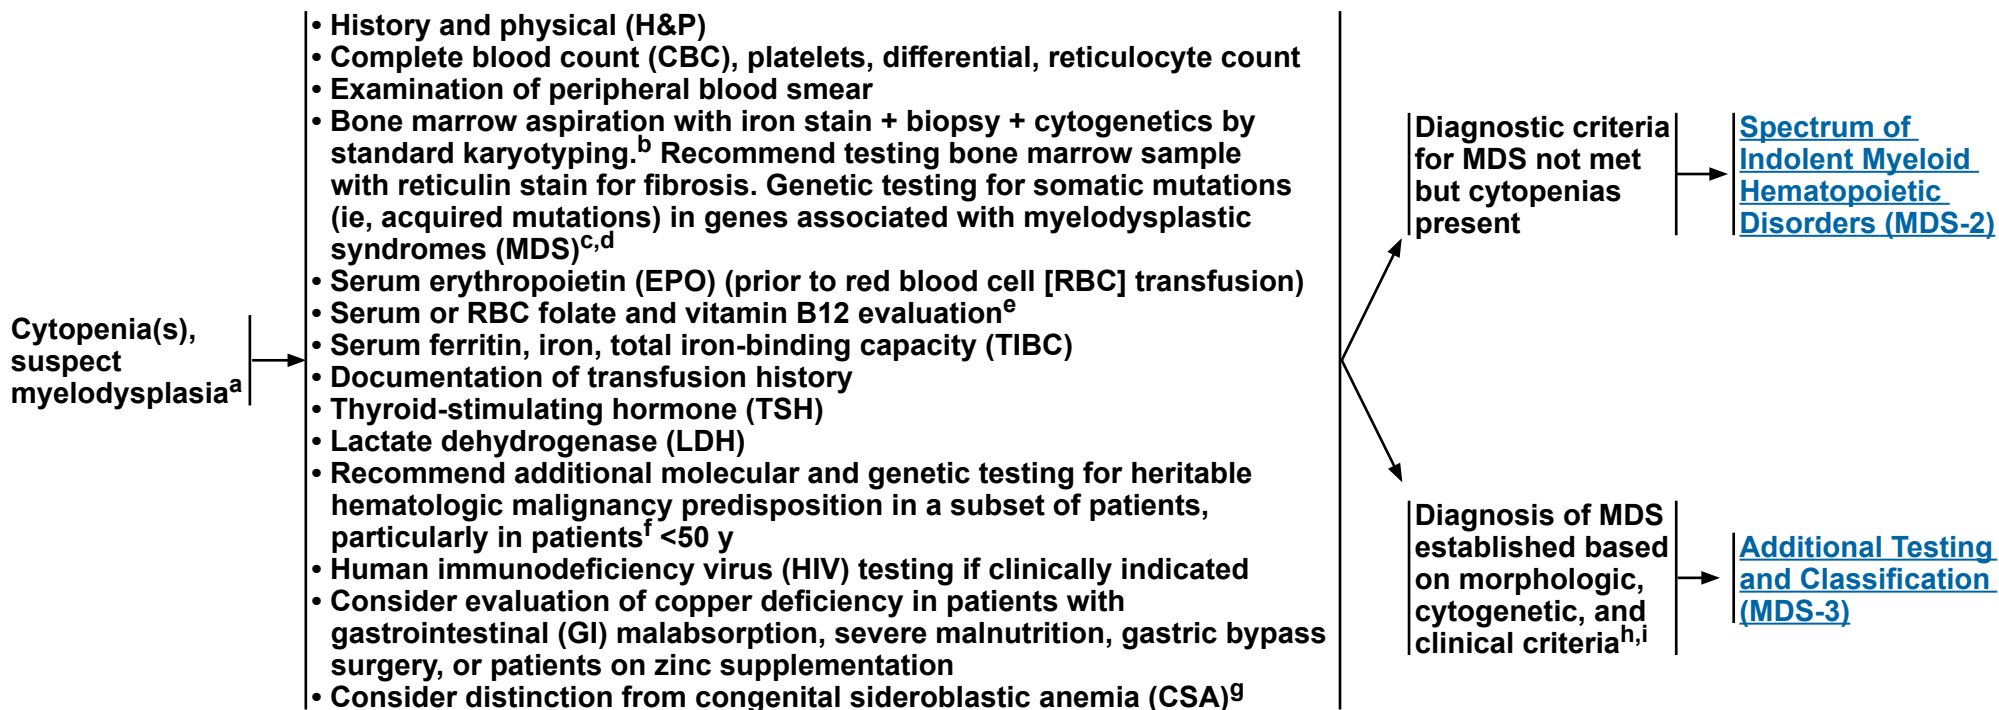 Cytopenia(s),
suspect
myelodysplasiaᵃ
• History and physical (H&P)
• Complete blood count (CBC), platelets, differential, reticulocyte count
• Examination of peripheral blood smear
• Bone marrow aspiration with iron stain + biopsy + cytogenetics by
standard karyotyping.ᵇ Recommend testing bone marrow sample
with reticulin stain for fibrosis. Genetic testing for somatic mutations
(ie, acquired mutations) in genes associated with myelodysplastic
syndromes (MDS)ᶜ,ᵈ
• Serum erythropoietin (EPO) (prior to red blood cell [RBC] transfusion)
• Serum or RBC folate and vitamin B12 evaluationᵉ
• Serum ferritin, iron, total iron-binding capacity (TIBC)
• Documentation of transfusion history
• Thyroid-stimulating hormone (TSH)
• Lactate dehydrogenase (LDH)
• Recommend additional molecular and genetic testing for heritable
hematologic malignancy predisposition in a subset of patients,
particularly in patientsᶠ <50 y
• Human immunodeficiency virus (HIV) testing if clinically indicated
• Consider evaluation of copper deficiency in patients with
gastrointestinal (GI) malabsorption, severe malnutrition, gastric bypass
surgery, or patients on zinc supplementation
• Consider distinction from congenital sideroblastic anemia (CSA)ᵍ
Diagnostic criteria
for MDS not met
but cytopenias
present
Spectrum of
Indolent Myeloid
Hematopoietic
Disorders (MDS-2)
Diagnosis of MDS
established based
on morphologic,
cytogenetic, and
clinical criteriaʰ,ⁱ
Additional Testing
and Classification
(MDS-3)